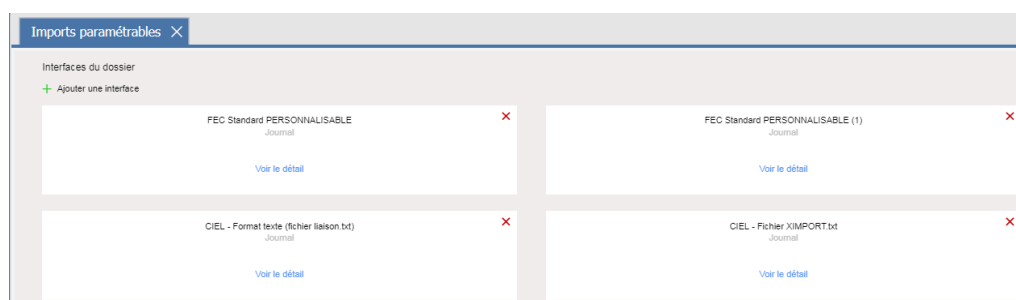 Imports paramétrables
Interfaces du dossier
Ajouter une interface
FEC Standard PERSONNALISABLE
Journal
Voir le détail
FEC Standard PERSONNALISABLE (1)
Journal
Voir le détail
CIEL - Format texte (fichier liaison.txt)
Journal
Voir le détail
CIEL - Fichier XIMPORT.txt
Journal
Voir le détail